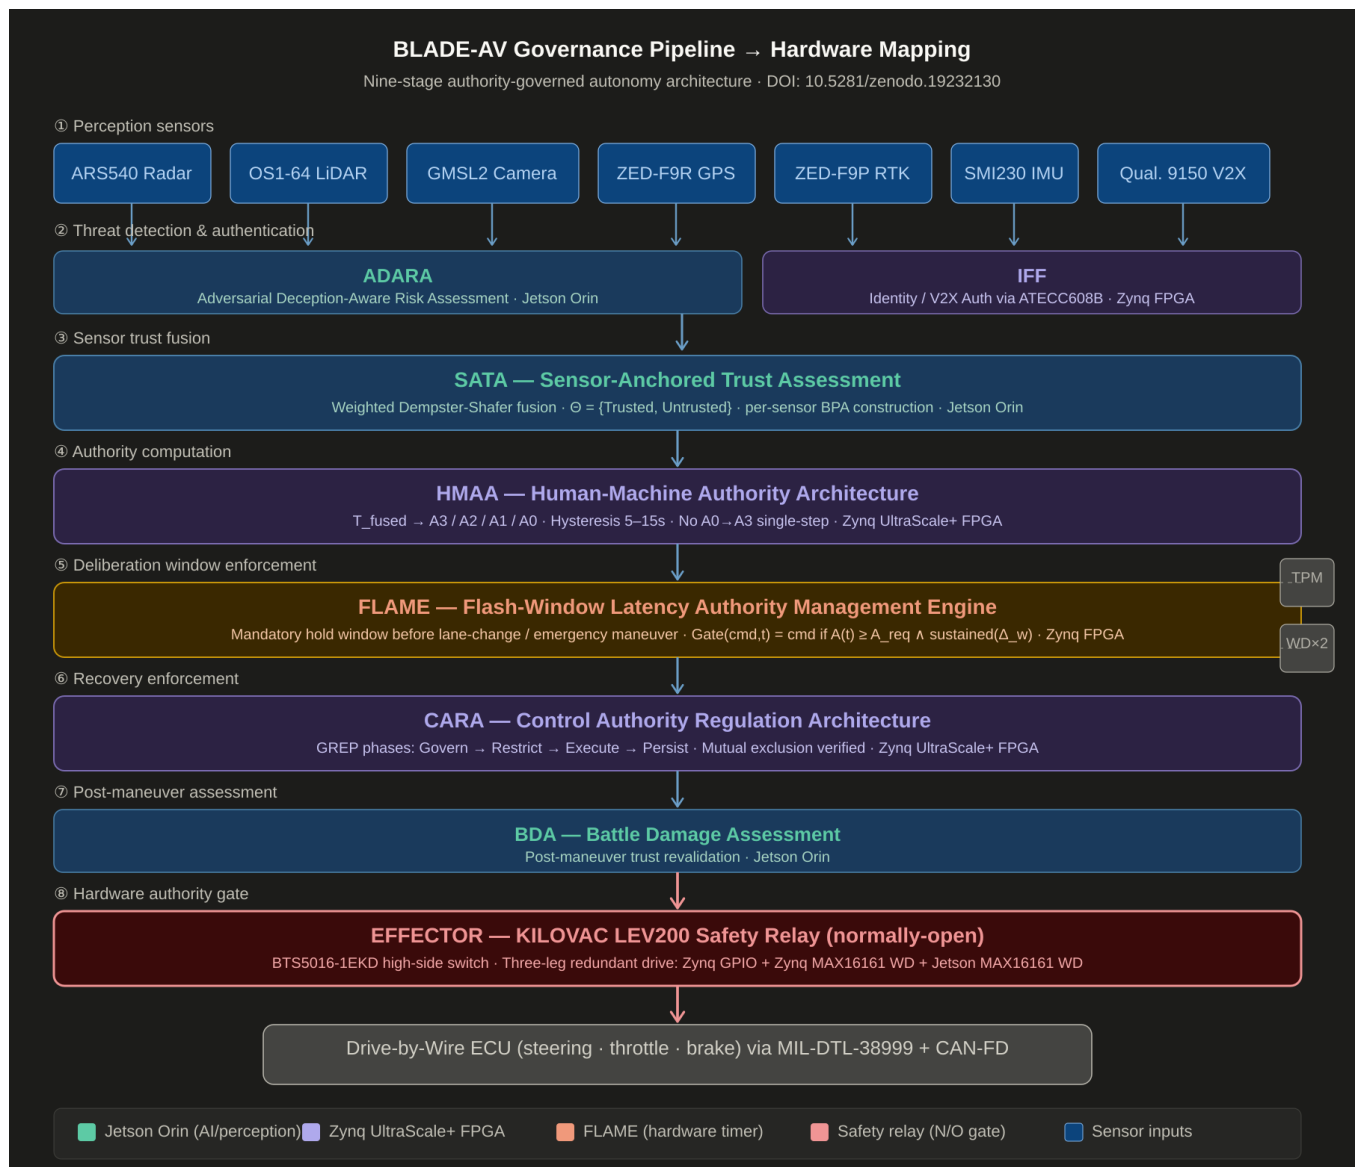 BLADE-AV Governance Pipeline → Hardware Mapping
Nine-stage authority-governed autonomy architecture · DOI: 10.5281/zenodo.19232130
① Perception sensors
ARS540 Radar
OS1-64 LiDAR
GMSL2 Camera
ZED-F9R GPS
ZED-F9P RTK
SMI230 IMU
Qual. 9150 V2X
② Threat detection & authentication
ADARA
Adversarial Deception-Aware Risk Assessment · Jetson Orin
IFF
Identity / V2X Auth via ATECC608B · Zynq FPGA
③ Sensor trust fusion
SATA — Sensor-Anchored Trust Assessment
Weighted Dempster-Shafer fusion · Θ = {Trusted, Untrusted} · per-sensor BPA construction · Jetson Orin
④ Authority computation
HMAA — Human-Machine Authority Architecture
T_fused → A3 / A2 / A1 / A0 · Hysteresis 5–15s · No A0→A3 single-step · Zynq UltraScale+ FPGA
⑤ Deliberation window enforcement
TPM
FLAME — Flash-Window Latency Authority Management Engine
Mandatory hold window before lane-change / emergency maneuver · Gate(cmd,t) = cmd if A(t) ≥ A_req ∧ sustained(Δ_w) · Zynq FPGA
WD×2
⑥ Recovery enforcement
CARA — Control Authority Regulation Architecture
GREP phases: Govern → Restrict → Execute → Persist · Mutual exclusion verified · Zynq UltraScale+ FPGA
⑦ Post-maneuver assessment
BDA — Battle Damage Assessment
Post-maneuver trust revalidation · Jetson Orin
⑧ Hardware authority gate
EFFECTOR — KILOVAC LEV200 Safety Relay (normally-open)
BTS5016-1EKD high-side switch · Three-leg redundant drive: Zynq GPIO + Zynq MAX16161 WD + Jetson MAX16161 WD
Drive-by-Wire ECU (steering · throttle · brake) via MIL-DTL-38999 + CAN-FD
Jetson Orin (AI/perception)
Zynq UltraScale+ FPGA
FLAME (hardware timer)
Safety relay (N/O gate)
Sensor inputs